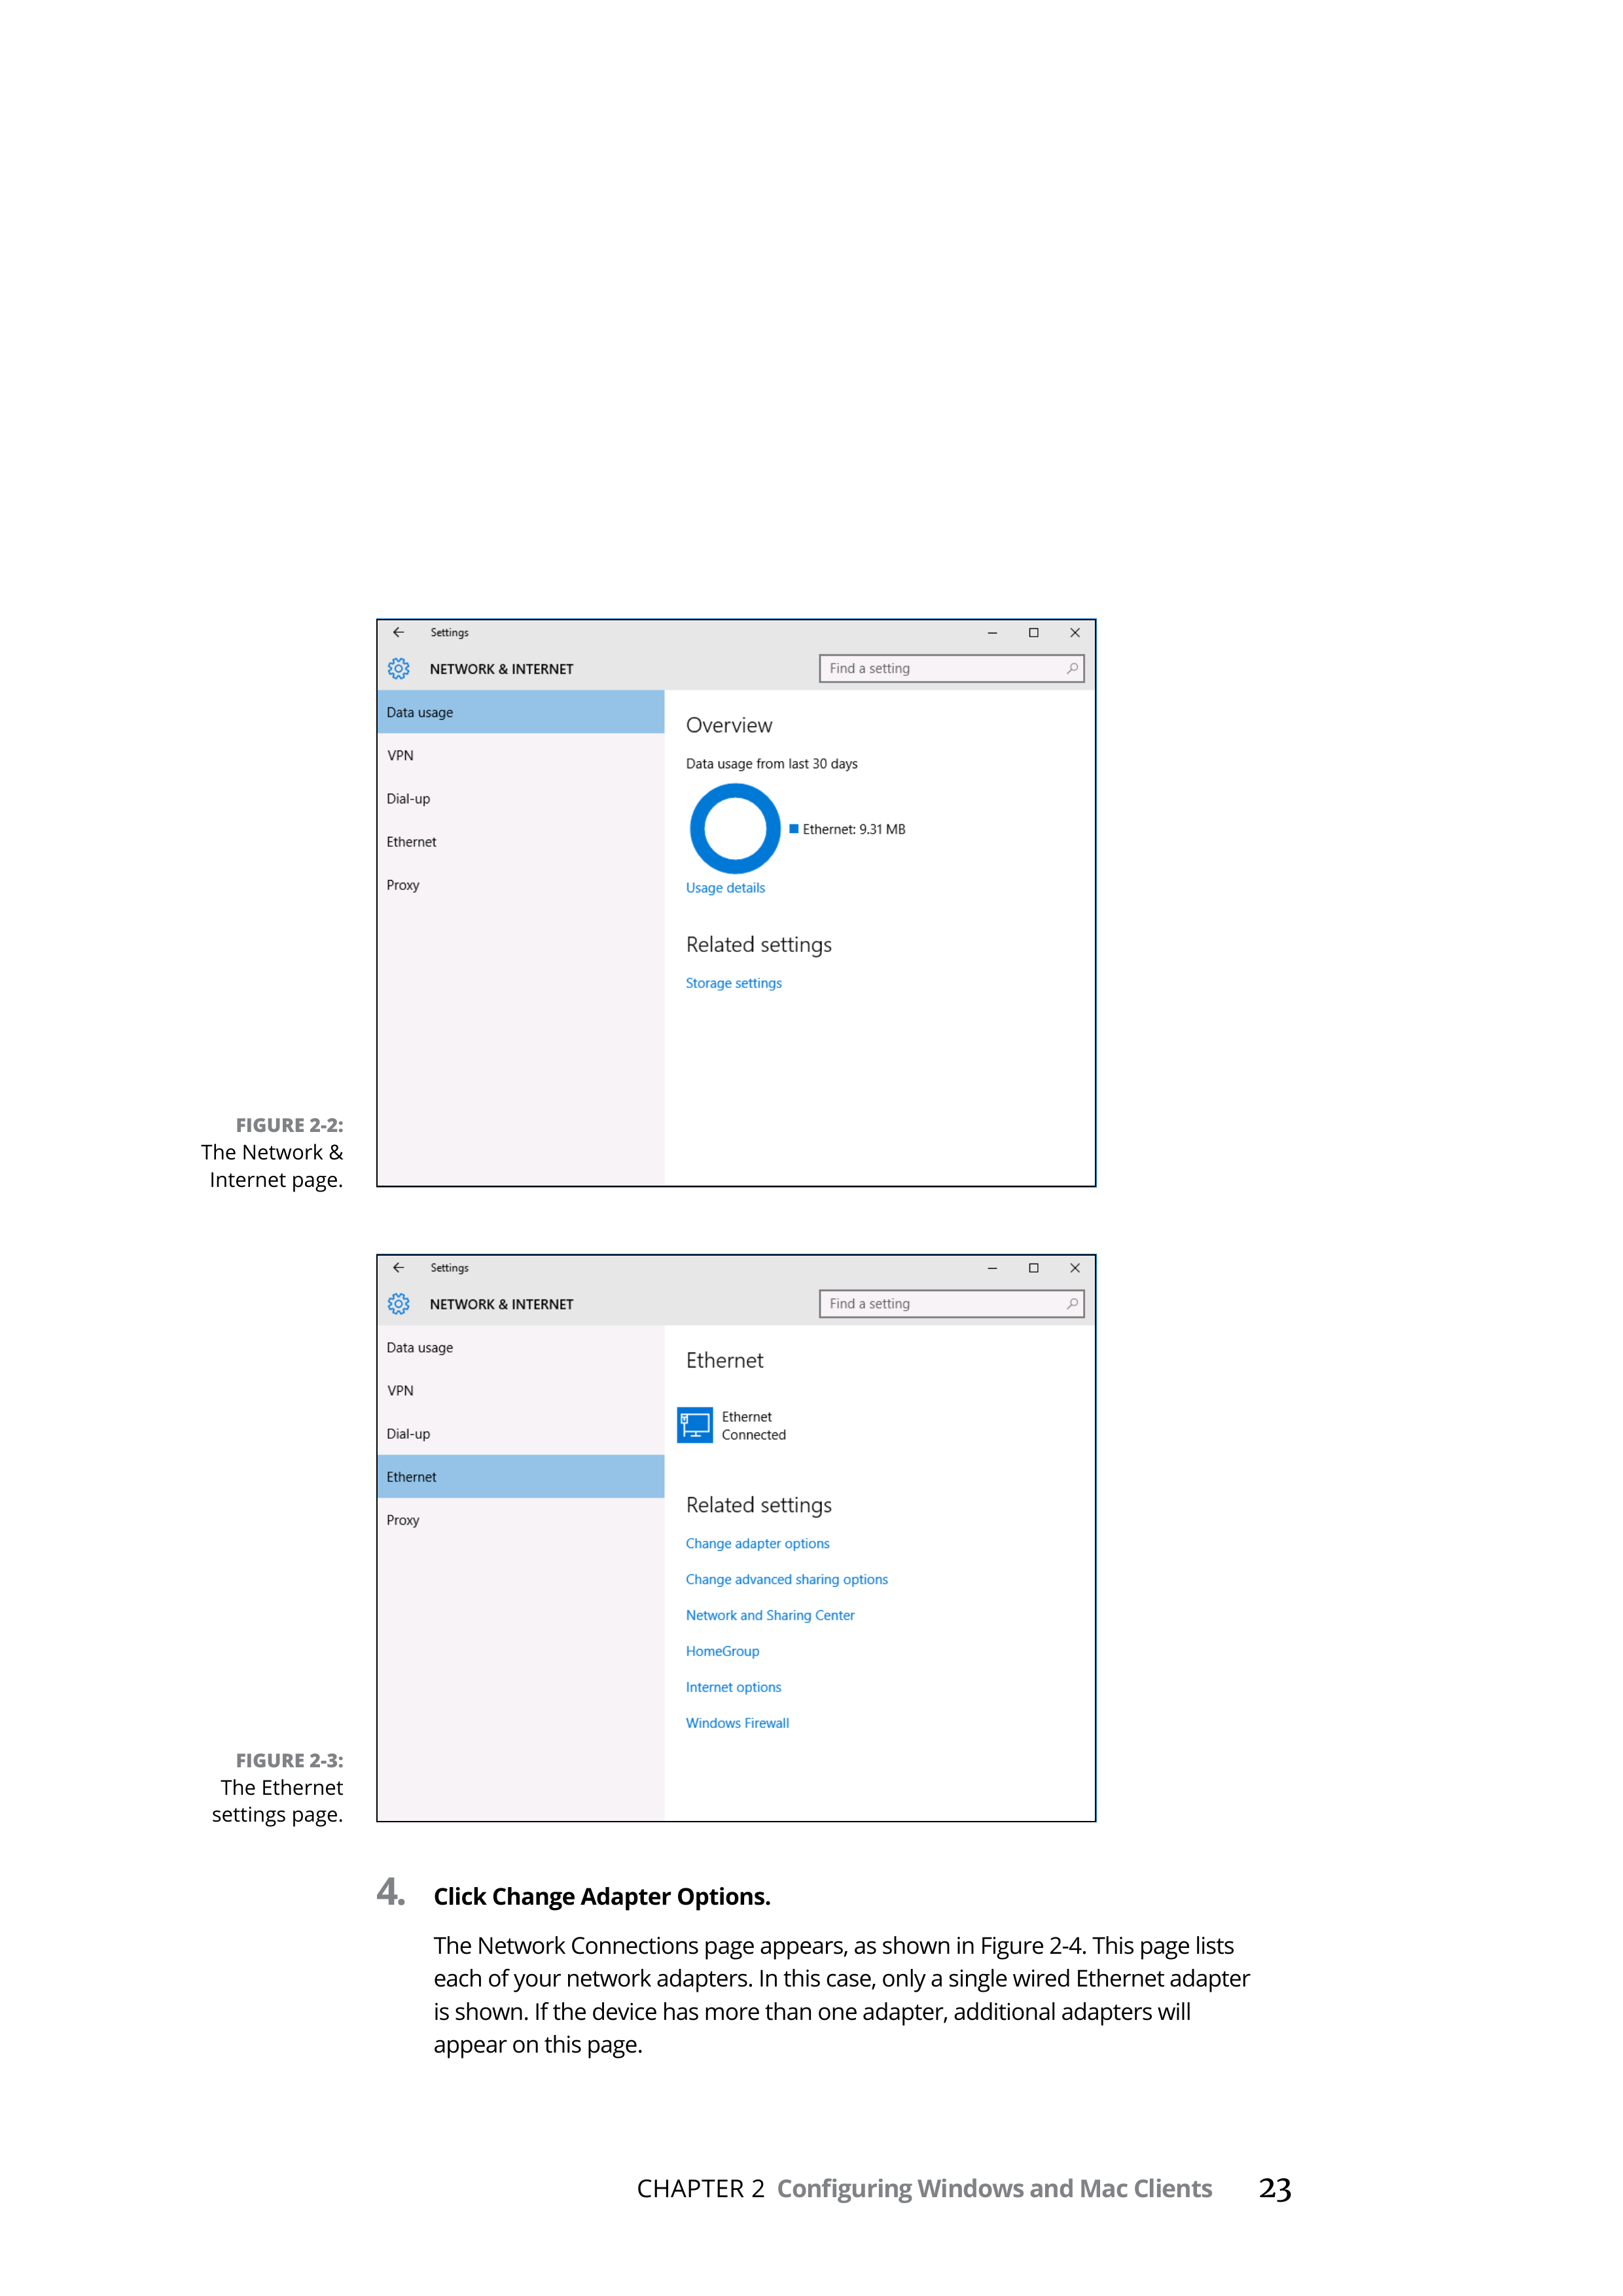 Settings
NETWORK & INTERNET
Find a setting
Data usage
VPN
Dial-up
Ethernet
Proxy
Overview
Data usage from last 30 days
Ethernet: 9.31 MB
Usage details
Related settings
Storage settings
FIGURE 2-2:
The Network &
Internet page.
Settings
NETWORK & INTERNET
Find a setting
Data usage
VPN
Dial-up
Ethernet
Proxy
Ethernet
Ethernet
Connected
Related settings
Change adapter options
Change advanced sharing options
Network and Sharing Center
HomeGroup
Internet options
Windows Firewall
FIGURE 2-3:
The Ethernet
settings page.
4. Click Change Adapter Options.
The Network Connections page appears, as shown in Figure 2-4. This page lists
each of your network adapters. In this case, only a single wired Ethernet adapter
is shown. If the device has more than one adapter, additional adapters will
appear on this page.
CHAPTER 2 Configuring Windows and Mac Clients 23